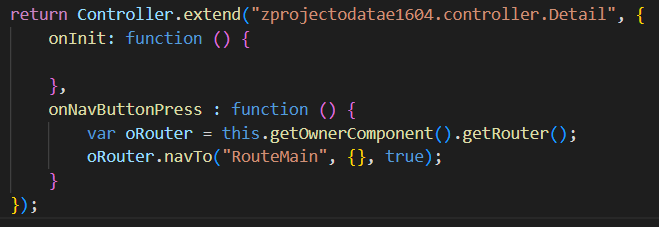 return Controller.extend("zprojectodatae1604.controller.Detail", {
onInit: function () {
},
onNavButtonPress : function () {
var oRouter = this.getOwnerComponent().getRouter();
oRouter.navTo("RouteMain", {}, true);
}
});